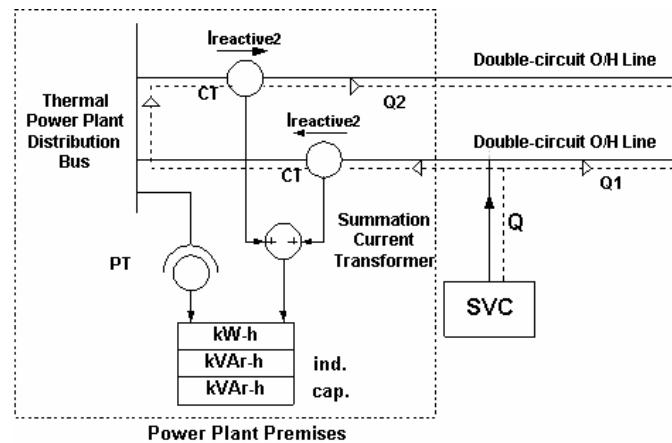 Ireactive2
Double-circuit O/H Line
CT
Q2
Thermal
Power Plant
Distribution
Bus
Ireactive2
Double-circuit O/H Line
CT
Q1
Summation
Current
Transformer
Q
PT
+ +
SVC
kW-h
kVAr-h ind.
kVAr-h cap.
Power Plant Premises